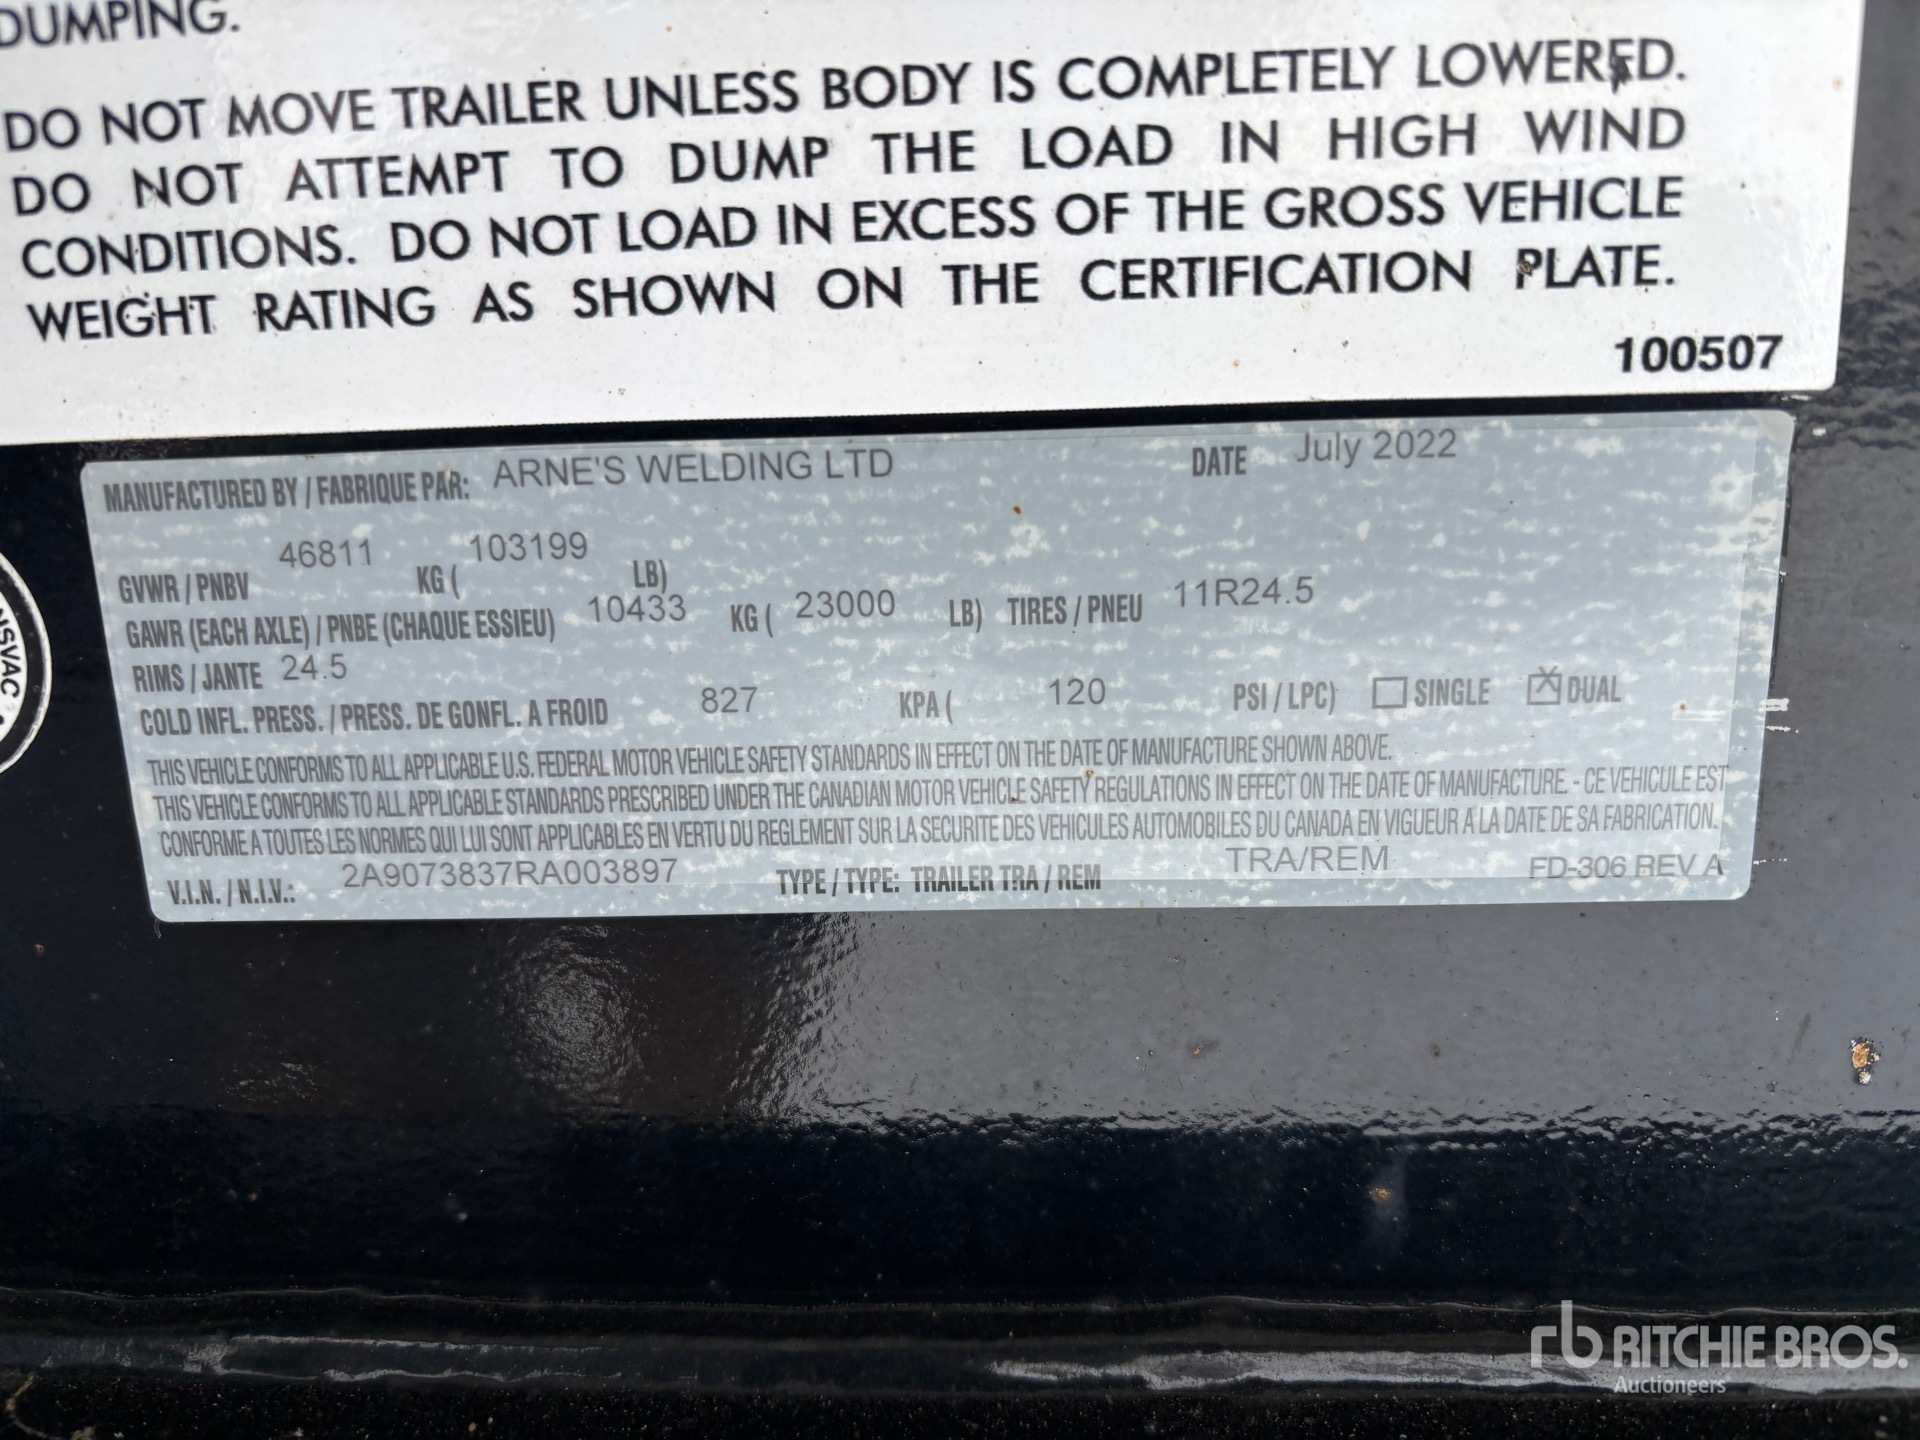 DUMPING.
DO NOT MOVE TRAILER UNLESS BODY IS COMPLETELY LOWERED.
DO NOT ATTEMPT TO DUMP THE LOAD IN HIGH WIND
CONDITIONS. DO NOT LOAD IN EXCESS OF THE GROSS VEHICLE
WEIGHT RATING AS SHOWN ON THE CERTIFICATION PLATE.
100507
MANUFACTURED BY / FABRIQUE PAR: ARNE'S WELDING LTD DATE July 2022
GVWR / PNBV 46811 KG ( 103199 LB)
GAWR (EACH AXLE) / PNBE (CHAQUE ESSIEU) 10433 KG ( 23000 LB) TIRES / PNEU 11R24.5
RIMS / JANTE 24.5
COLD INFL. PRESS. / PRESS. DE GONFL. A FROID 827 KPA ( 120 PSI / LPC) SINGLE X DUAL
THIS VEHICLE CONFORMS TO ALL APPLICABLE U.S. FEDERAL MOTOR VEHICLE SAFETY STANDARDS IN EFFECT ON THE DATE OF MANUFACTURE SHOWN ABOVE.
THIS VEHICLE CONFORMS TO ALL APPLICABLE STANDARDS PRESCRIBED UNDER THE CANADIAN MOTOR VEHICLE SAFETY REGULATIONS IN EFFECT ON THE DATE OF MANUFACTURE. - CE VEHICULE EST
CONFORME A TOUTES LES NORMES QUI LUI SONT APPLICABLES EN VERTU DU REGLEMENT SUR LA SECURITE DES VEHICULES AUTOMOBILES DU CANADA EN VIGUEUR A LA DATE DE SA FABRICATION.
V.I.N. / N.I.V.: 2A9073837RA003897 TYPE / TYPE: TRAILER TRA / REM TRA/REM FD-306 REV A
NSVAC
rb RITCHIE BROS.
Auctioneers